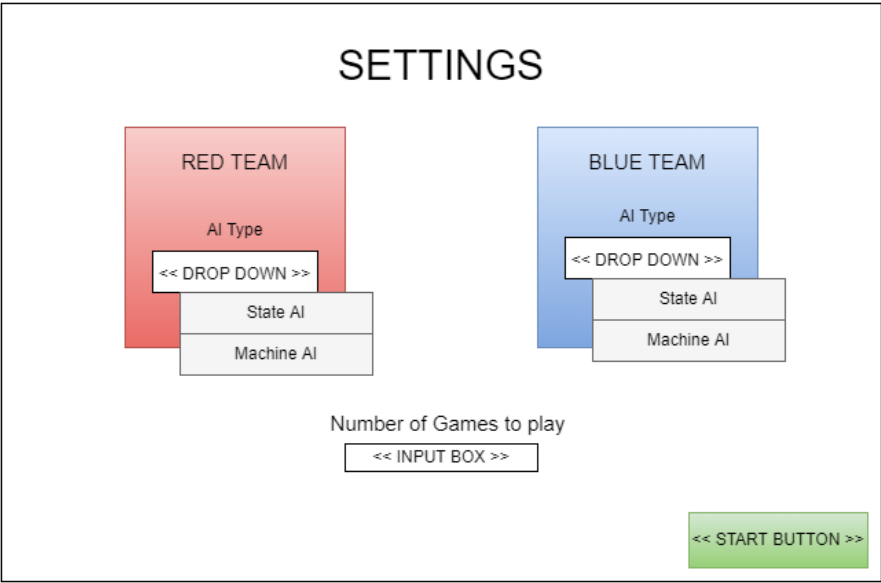 SETTINGS
RED TEAM
AI Type
<< DROP DOWN >>
State AI
Machine AI
BLUE TEAM
AI Type
<< DROP DOWN >>
State AI
Machine AI
Number of Games to play
<< INPUT BOX >>
<< START BUTTON >>